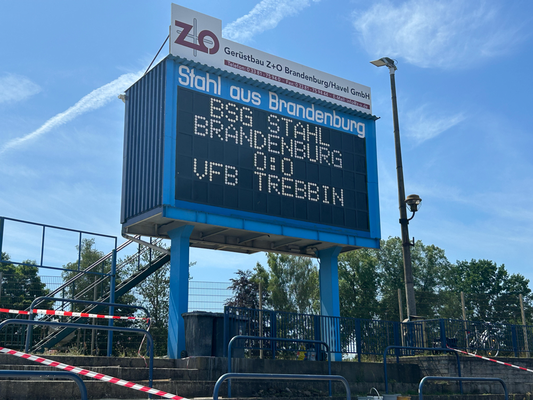 Z+O
Gerüstbau Z+O Brandenburg/Havel GmbH
Stahl aus Brandenburg
BSG STAHL
BRANDENBURG
0:0
VFB TREBBIN